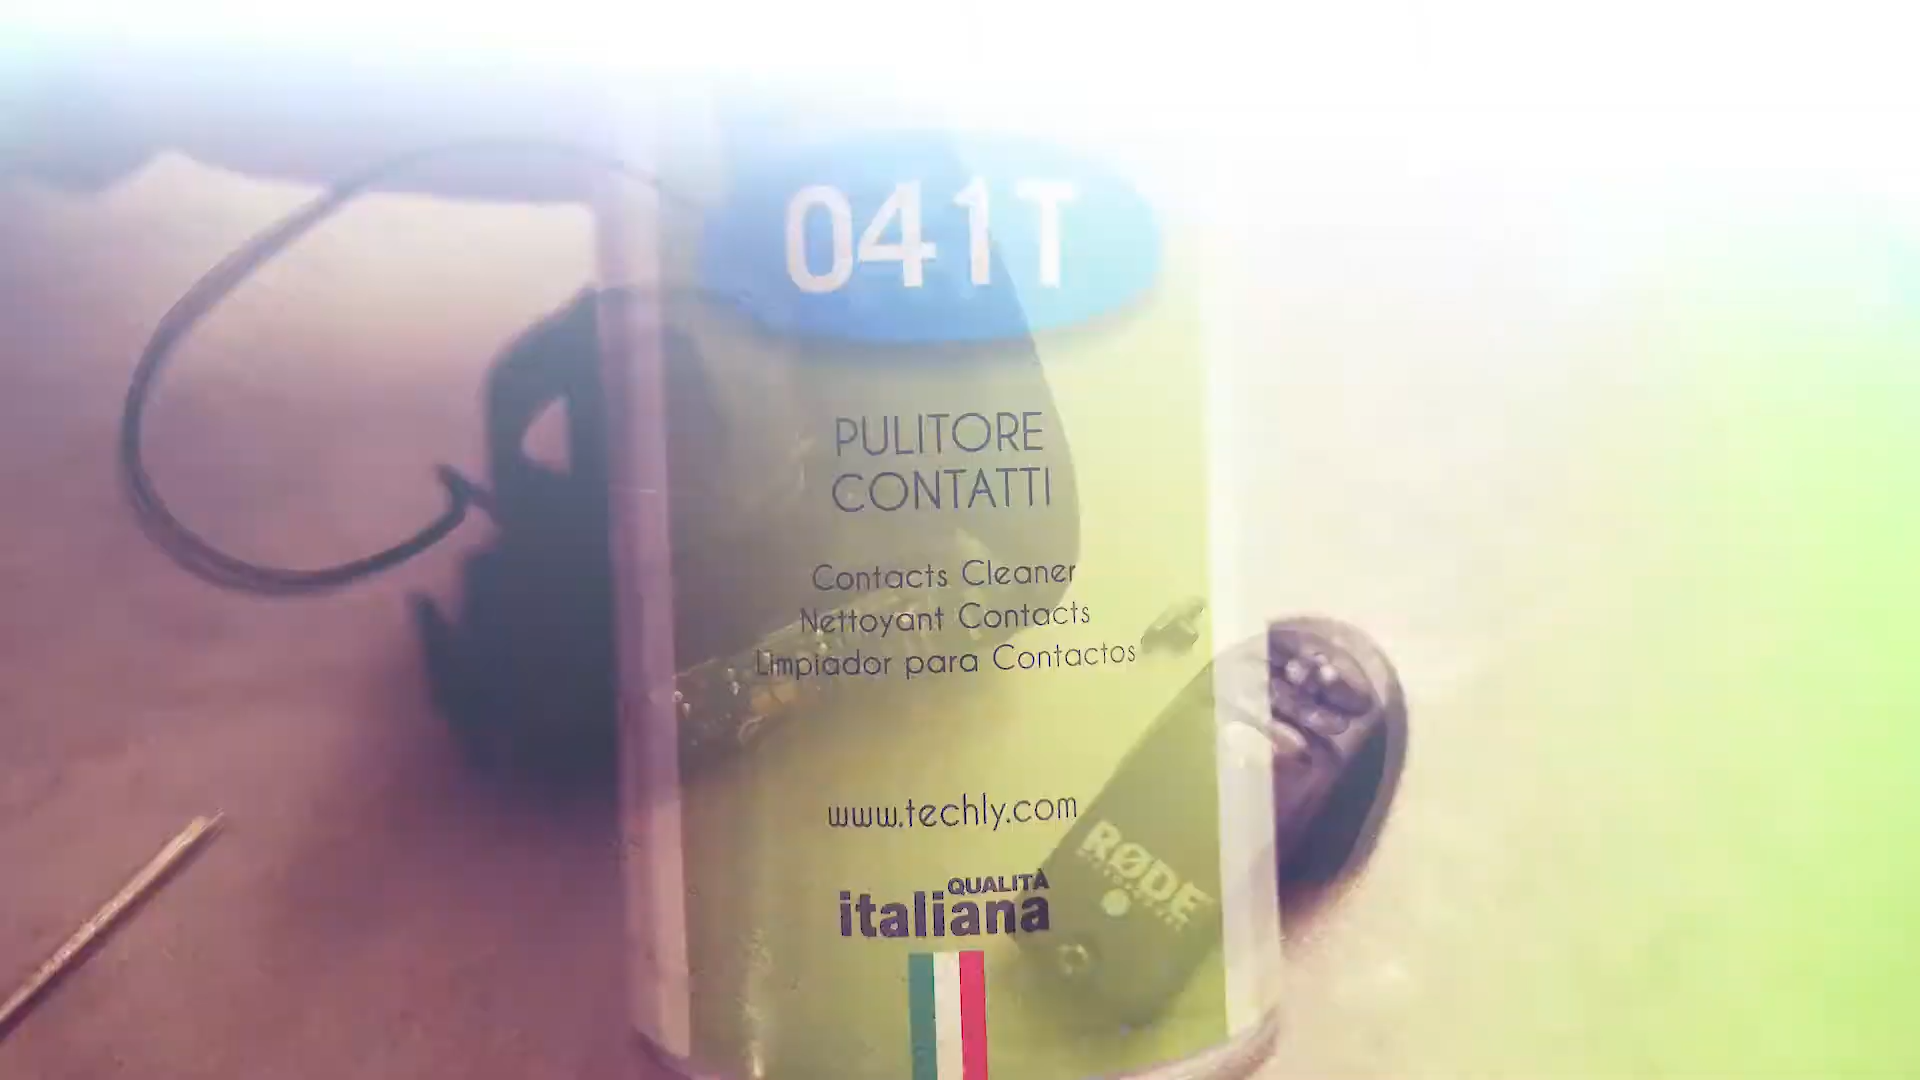 041T
PULITORE
CONTATTI
Contacts Cleaner
Nettoyant Contacts
Limpiador para Contactos
www.techly.com
QUALITÀ
italiana
RØDE